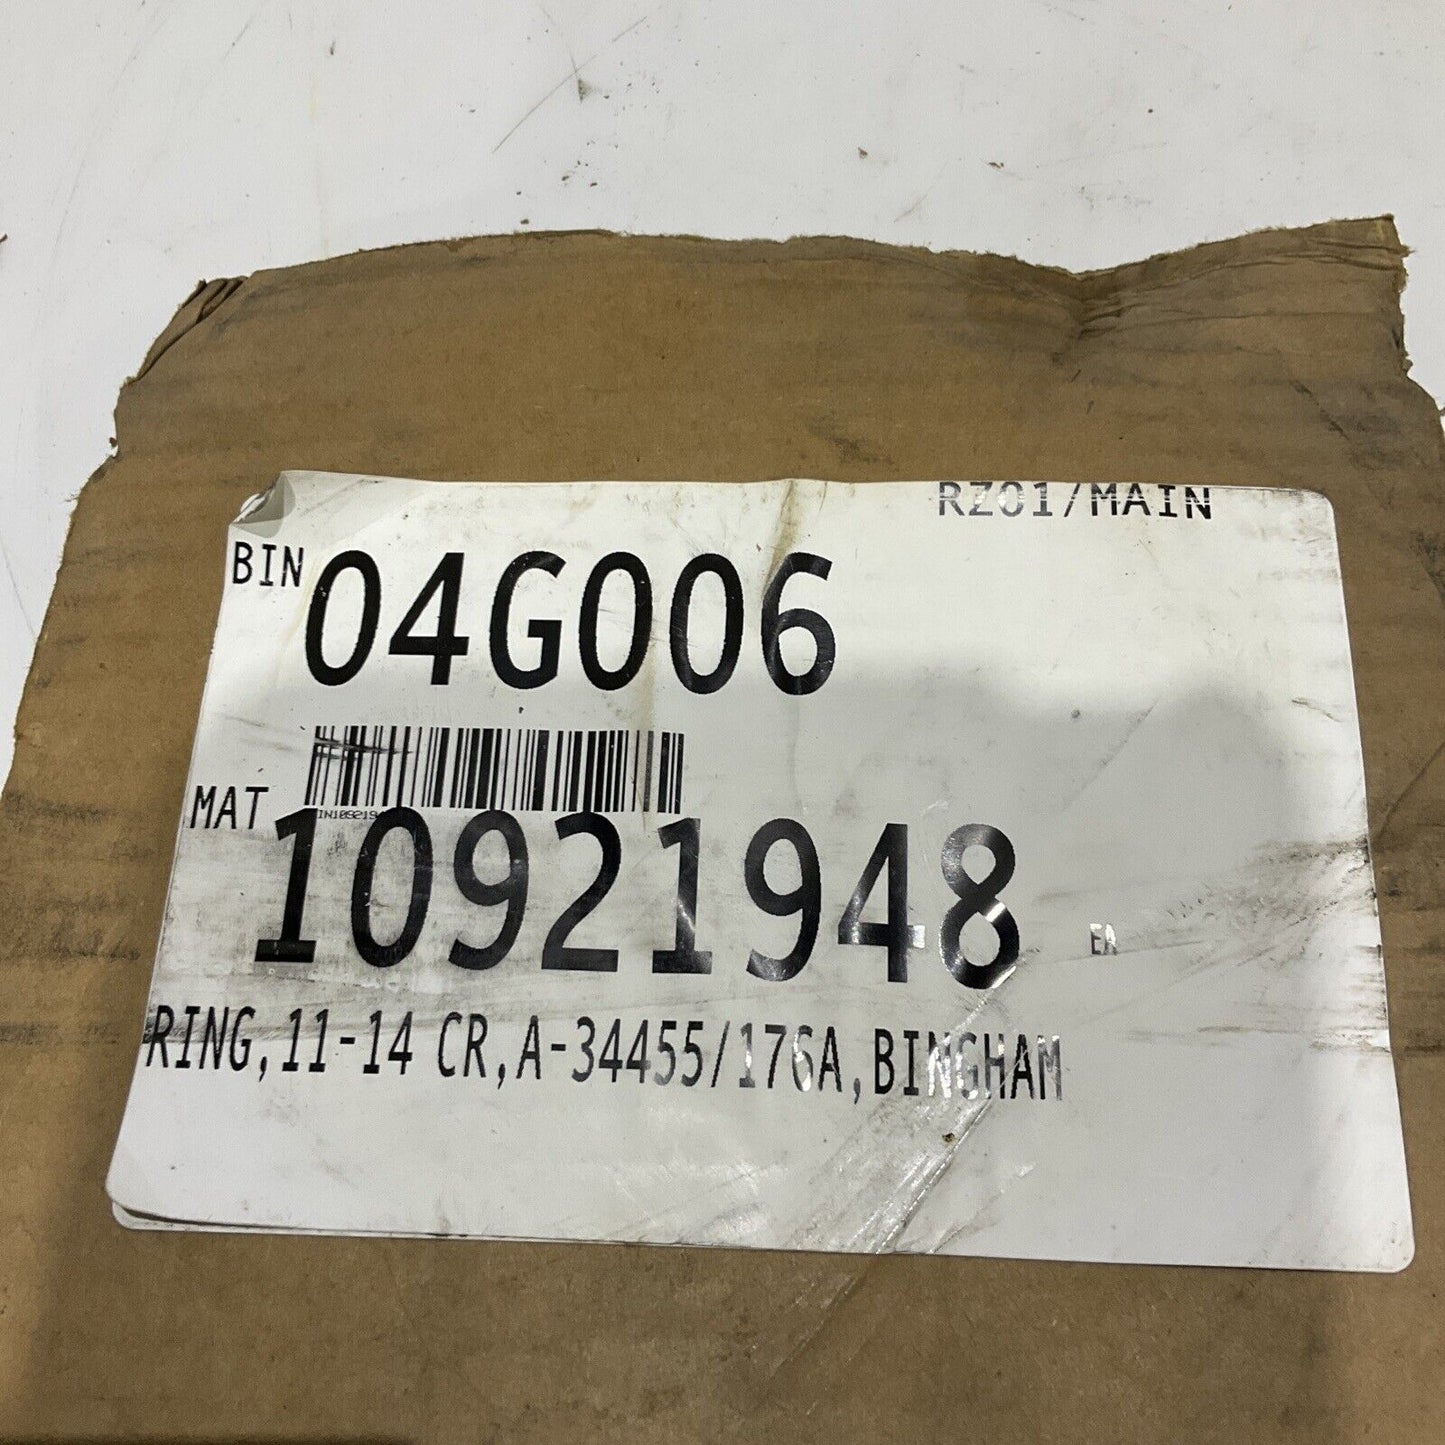 RZ01/MAIN
BIN 04G006
MAT 10921948 EA
RING,11-14 CR,A-34455/176A,BINGHAM